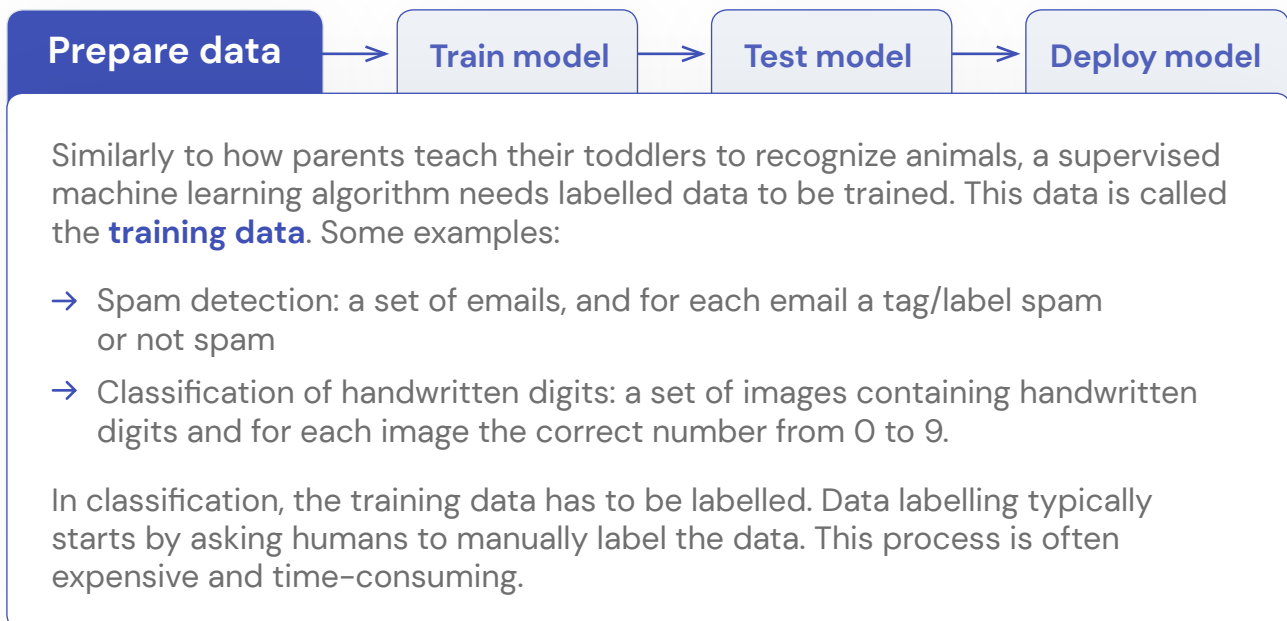 Prepare data
Train model
Test model
Deploy model
Similarly to how parents teach their toddlers to recognize animals, a supervised
machine learning algorithm needs labelled data to be trained. This data is called
the training data. Some examples:
→ Spam detection: a set of emails, and for each email a tag/label spam
or not spam
→ Classification of handwritten digits: a set of images containing handwritten
digits and for each image the correct number from 0 to 9.
In classification, the training data has to be labelled. Data labelling typically
starts by asking humans to manually label the data. This process is often
expensive and time-consuming.